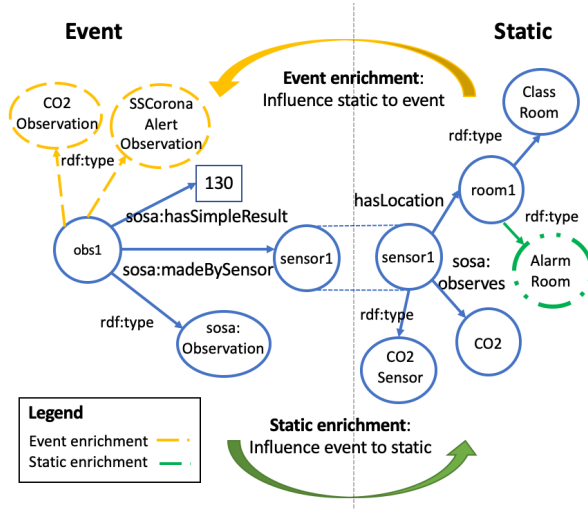 Event
Static
Event enrichment:
Influence static to event
CO2
Observation
SSCorona
Alert
Observation
rdf:type
130
sosa:hasSimpleResult
obs1
sosa:madeBySensor
sensor1
rdf:type
sosa:
Observation
Class
Room
rdf:type
room1
hasLocation
rdf:type
Alarm
Room
sensor1
sosa:
observes
rdf:type
CO2
Sensor
CO2
Static enrichment:
Influence event to static
Legend
Event enrichment
Static enrichment